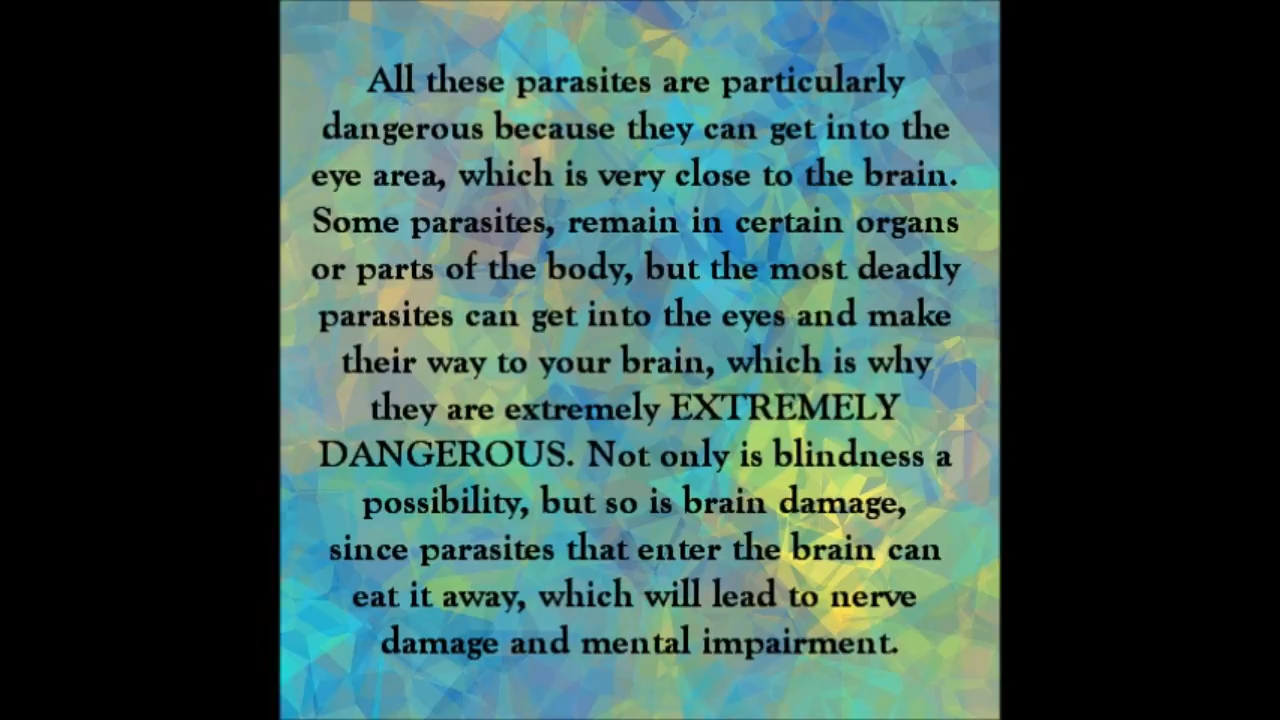 All these parasites are particularly
dangerous because they can get into the
eye area, which is very close to the brain.
Some parasites, remain in certain organs
or parts of the body, but the most deadly
parasites can get into the eyes and make
their way to your brain, which is why
they are extremely EXTREMELY
DANGEROUS. Not only is blindness a
possibility, but so is brain damage,
since parasites that enter the brain can
eat it away, which will lead to nerve
damage and mental impairment.